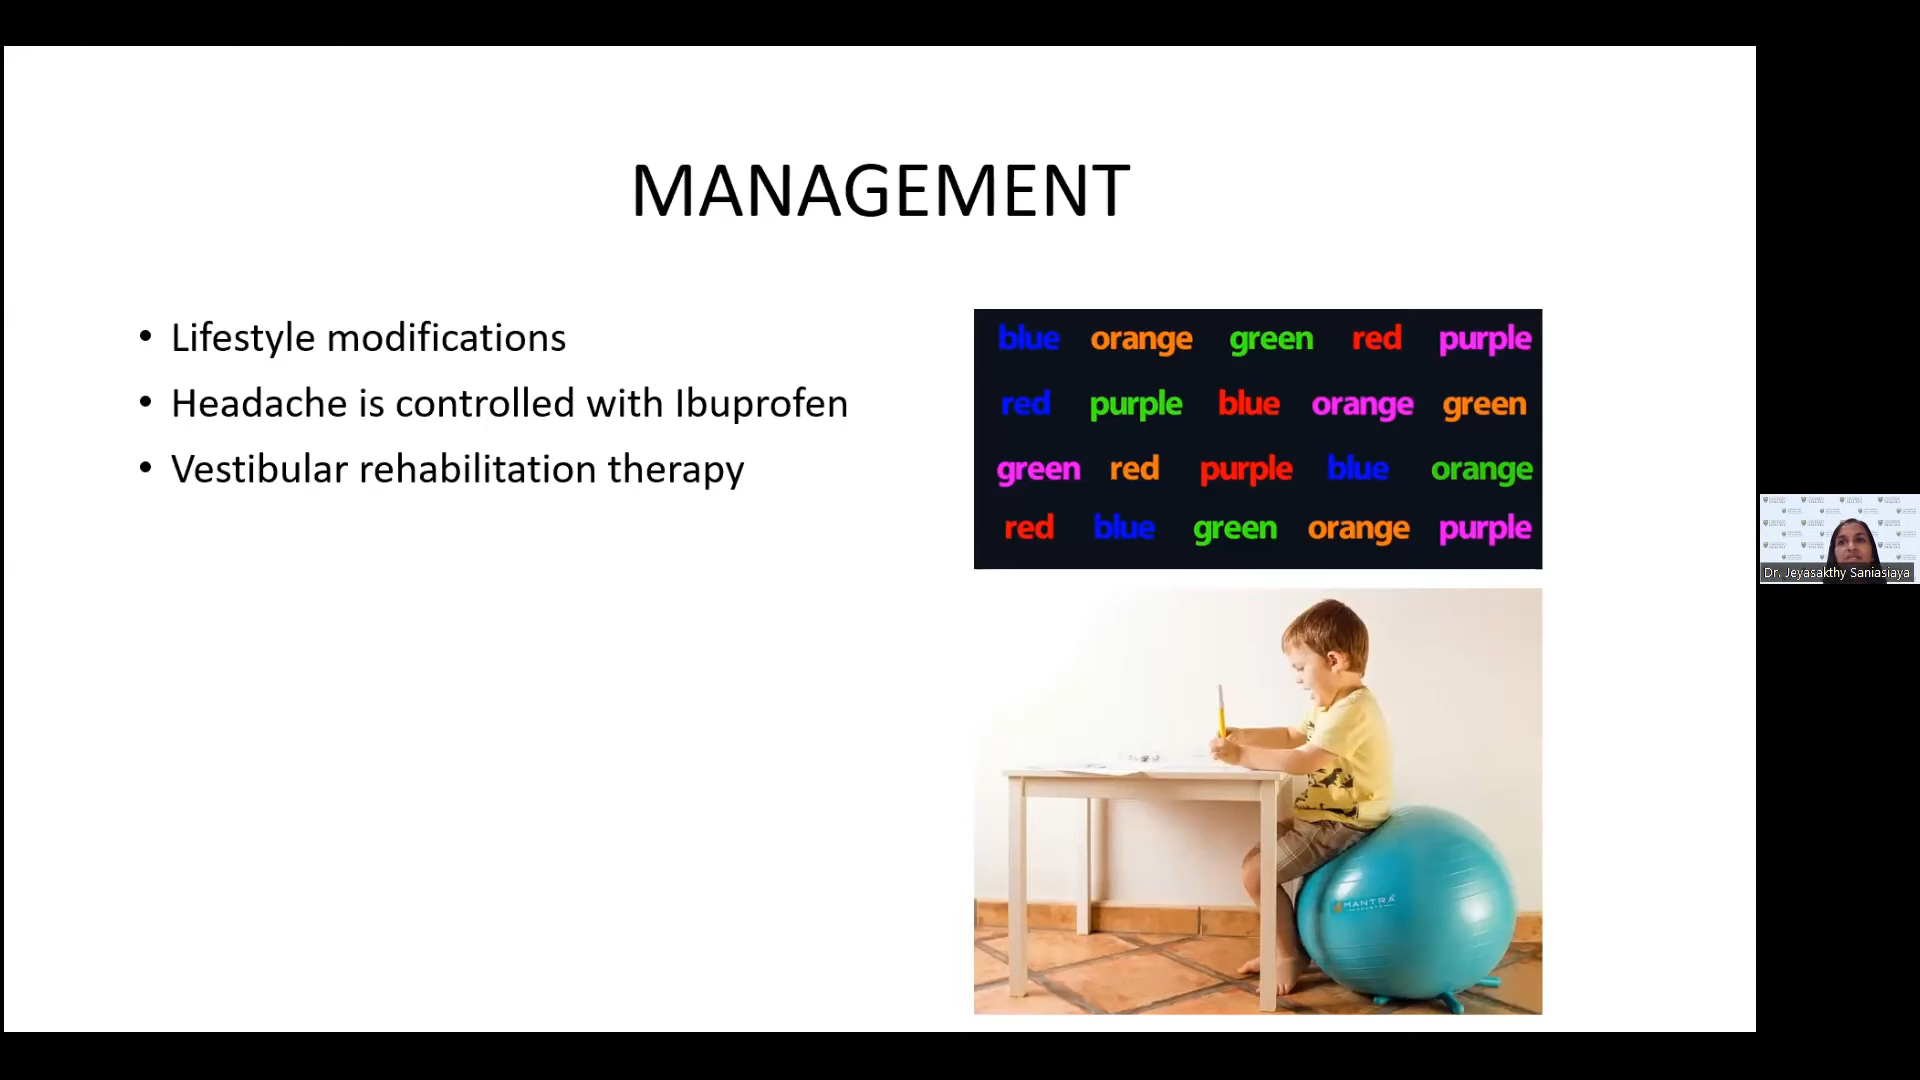 MANAGEMENT
• Lifestyle modifications
• Headache is controlled with Ibuprofen
• Vestibular rehabilitation therapy
blue orange green red purple
red purple blue orange green
green red purple blue orange
red blue green orange purple
MANTRA
Dr. Jeyasakthy Saniasiaya